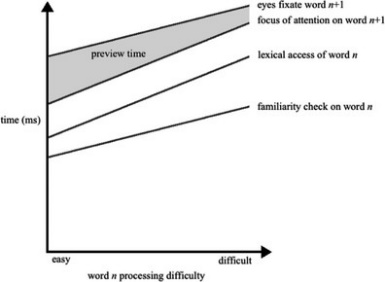 eyes fixate word n+1
focus of attention on word n+1
preview time
lexical access of word n
familiarity check on word n
time (ms)
easy
difficult
word n processing difficulty